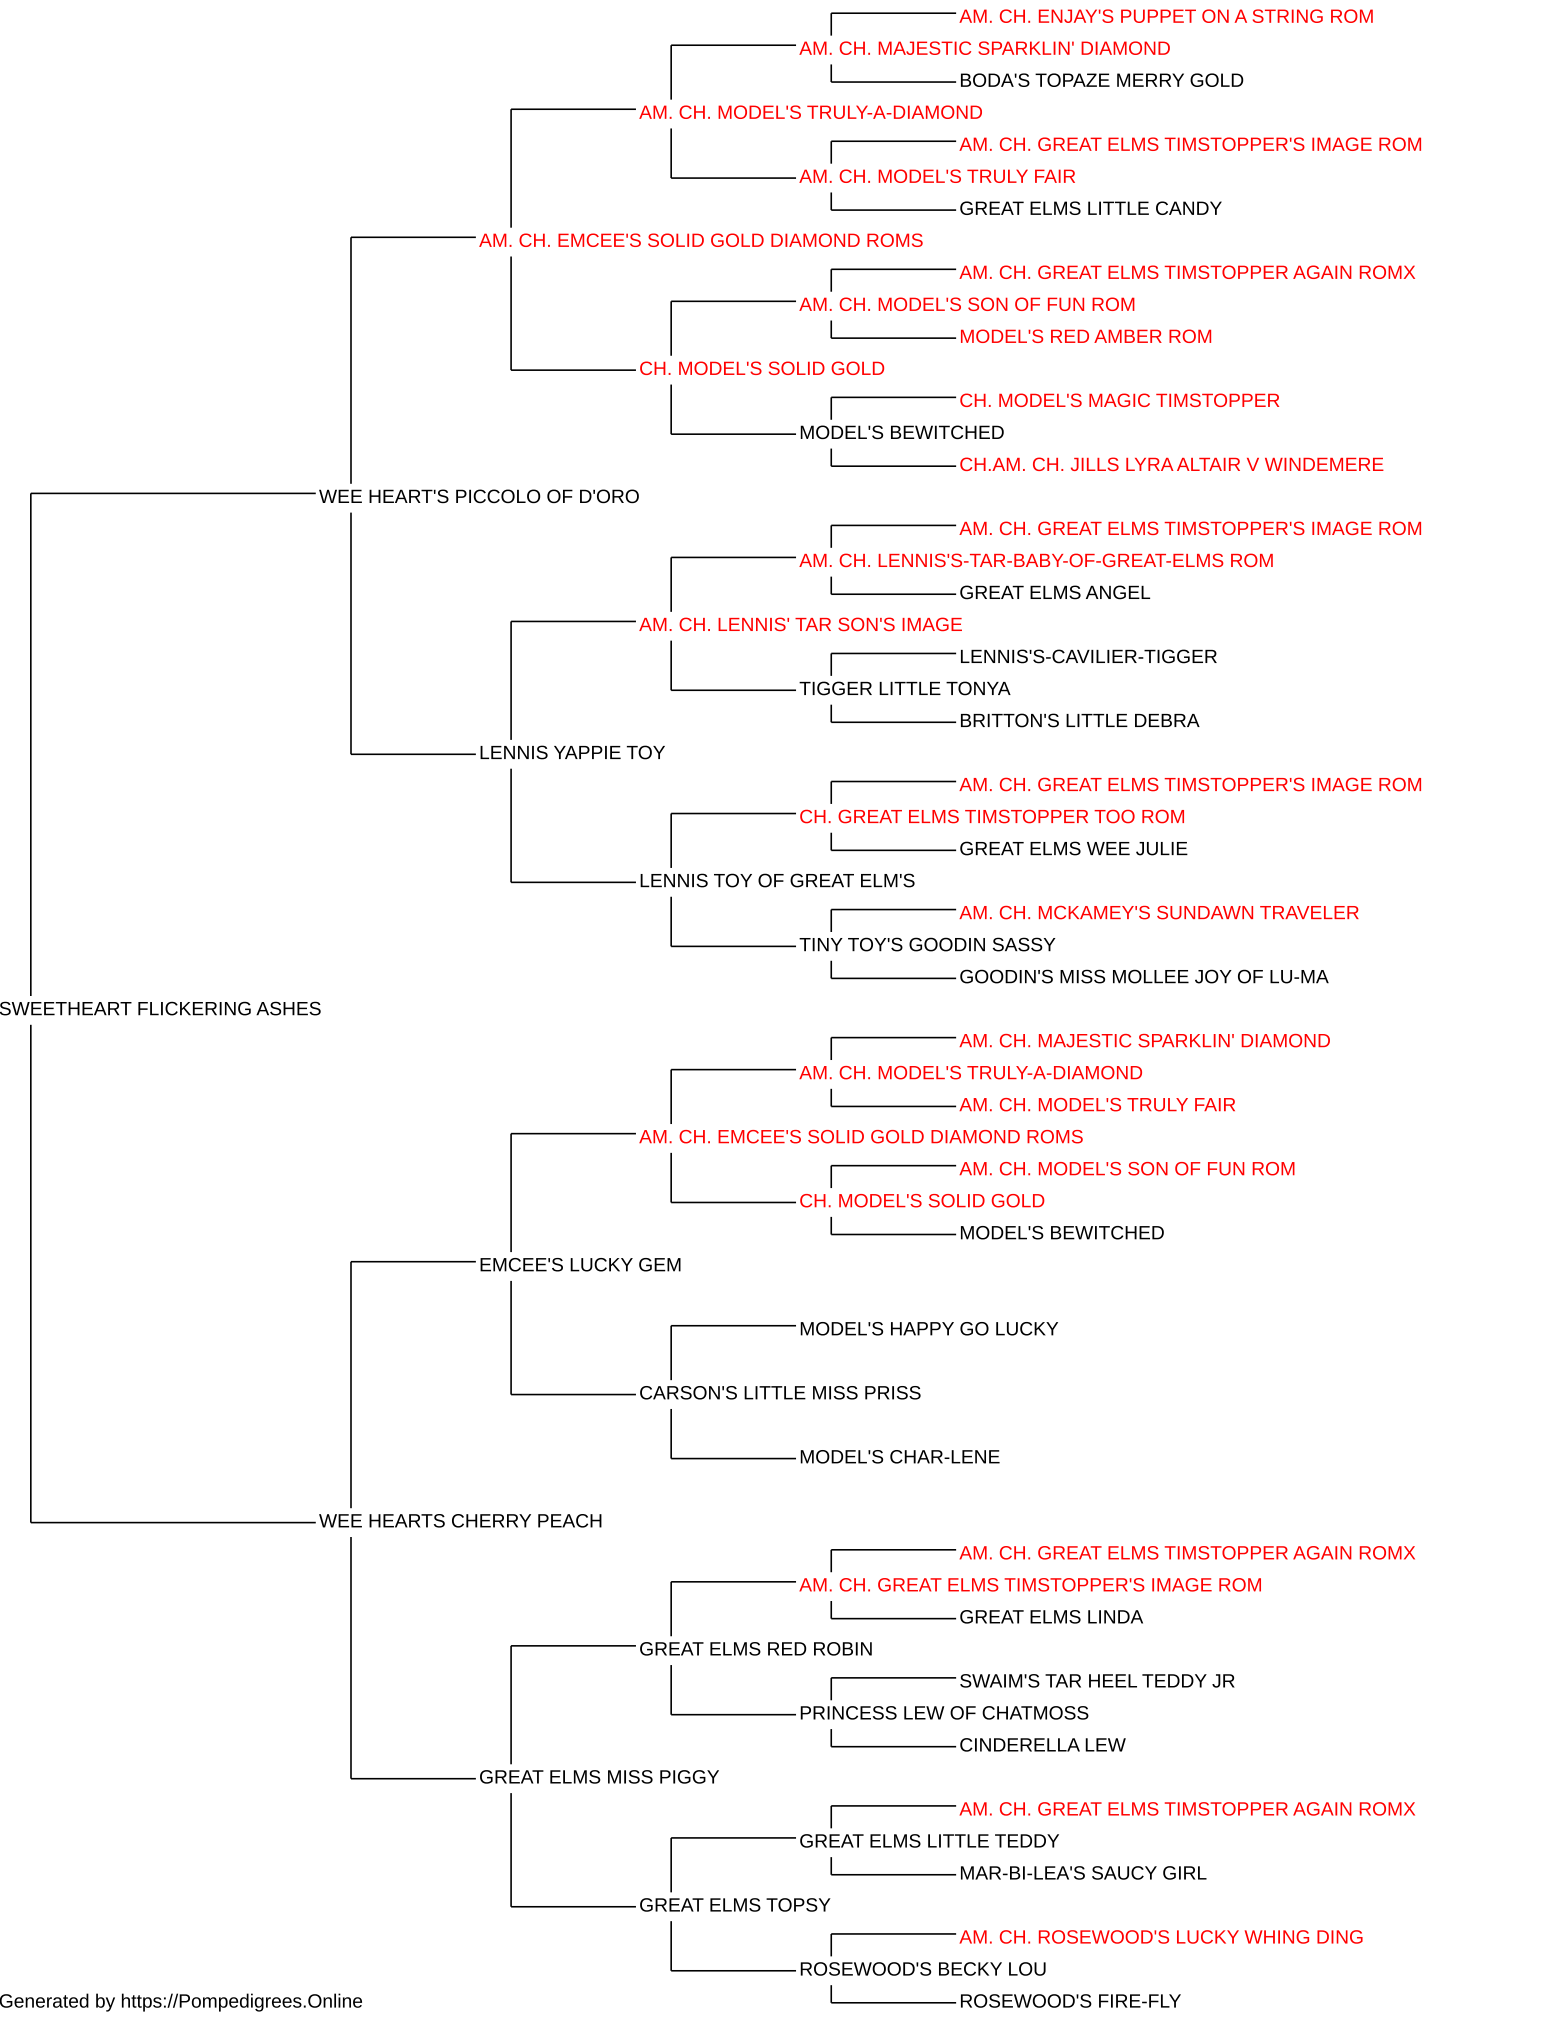 AM. CH. ENJAY'S PUPPET ON A STRING ROM
AM. CH. MAJESTIC SPARKLIN' DIAMOND
BODA'S TOPAZE MERRY GOLD
AM. CH. MODEL'S TRULY-A-DIAMOND
AM. CH. GREAT ELMS TIMSTOPPER'S IMAGE ROM
AM. CH. MODEL'S TRULY FAIR
GREAT ELMS LITTLE CANDY
AM. CH. EMCEE'S SOLID GOLD DIAMOND ROMS
AM. CH. GREAT ELMS TIMSTOPPER AGAIN ROMX
AM. CH. MODEL'S SON OF FUN ROM
MODEL'S RED AMBER ROM
CH. MODEL'S SOLID GOLD
CH. MODEL'S MAGIC TIMSTOPPER
MODEL'S BEWITCHED
CH.AM. CH. JILLS LYRA ALTAIR V WINDEMERE
WEE HEART'S PICCOLO OF D'ORO
AM. CH. GREAT ELMS TIMSTOPPER'S IMAGE ROM
AM. CH. LENNIS'S-TAR-BABY-OF-GREAT-ELMS ROM
GREAT ELMS ANGEL
AM. CH. LENNIS' TAR SON'S IMAGE
LENNIS'S-CAVILIER-TIGGER
TIGGER LITTLE TONYA
BRITTON'S LITTLE DEBRA
LENNIS YAPPIE TOY
AM. CH. GREAT ELMS TIMSTOPPER'S IMAGE ROM
CH. GREAT ELMS TIMSTOPPER TOO ROM
GREAT ELMS WEE JULIE
LENNIS TOY OF GREAT ELM'S
AM. CH. MCKAMEY'S SUNDAWN TRAVELER
TINY TOY'S GOODIN SASSY
GOODIN'S MISS MOLLEE JOY OF LU-MA
SWEETHEART FLICKERING ASHES
AM. CH. MAJESTIC SPARKLIN' DIAMOND
AM. CH. MODEL'S TRULY-A-DIAMOND
AM. CH. MODEL'S TRULY FAIR
AM. CH. EMCEE'S SOLID GOLD DIAMOND ROMS
AM. CH. MODEL'S SON OF FUN ROM
CH. MODEL'S SOLID GOLD
MODEL'S BEWITCHED
EMCEE'S LUCKY GEM
MODEL'S HAPPY GO LUCKY
CARSON'S LITTLE MISS PRISS
MODEL'S CHAR-LENE
WEE HEARTS CHERRY PEACH
AM. CH. GREAT ELMS TIMSTOPPER AGAIN ROMX
AM. CH. GREAT ELMS TIMSTOPPER'S IMAGE ROM
GREAT ELMS LINDA
GREAT ELMS RED ROBIN
SWAIM'S TAR HEEL TEDDY JR
PRINCESS LEW OF CHATMOSS
CINDERELLA LEW
GREAT ELMS MISS PIGGY
AM. CH. GREAT ELMS TIMSTOPPER AGAIN ROMX
GREAT ELMS LITTLE TEDDY
MAR-BI-LEA'S SAUCY GIRL
GREAT ELMS TOPSY
AM. CH. ROSEWOOD'S LUCKY WHING DING
ROSEWOOD'S BECKY LOU
ROSEWOOD'S FIRE-FLY
Generated by https://Pompedigrees.Online